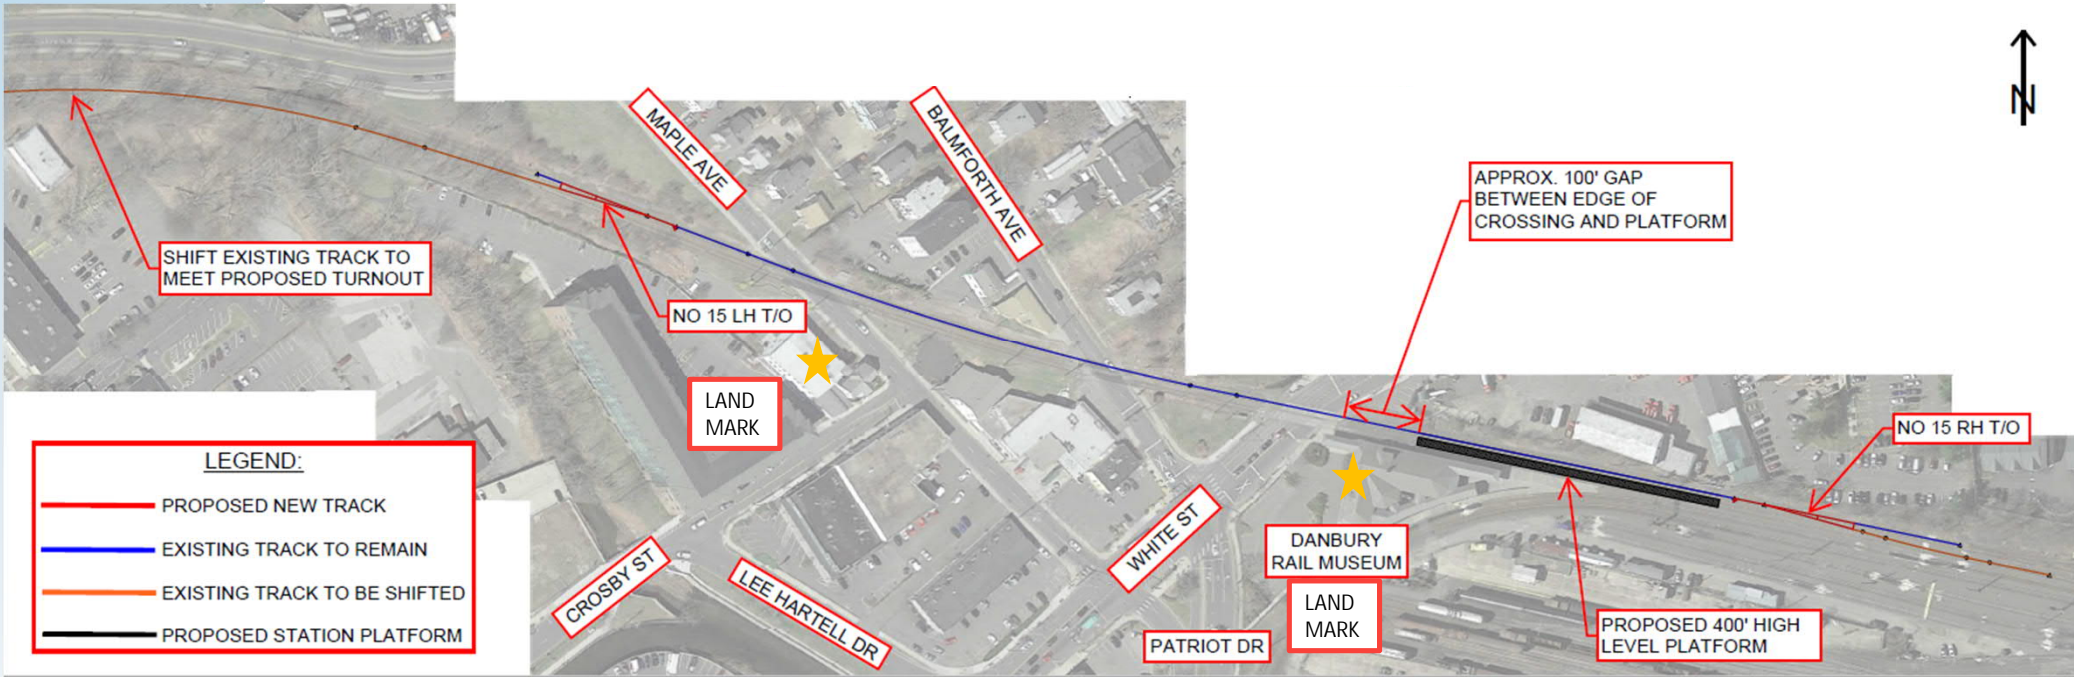 N
MAPLE AVE
BALMFORTH AVE
APPROX. 100' GAP
BETWEEN EDGE OF
CROSSING AND PLATFORM
SHIFT EXISTING TRACK TO
MEET PROPOSED TURNOUT
NO 15 LH T/O
LAND
MARK
NO 15 RH T/O
LEGEND:
PROPOSED NEW TRACK
EXISTING TRACK TO REMAIN
EXISTING TRACK TO BE SHIFTED
PROPOSED STATION PLATFORM
CROSBY ST
LEE HARTELL DR
WHITE ST
PATRIOT DR
DANBURY
RAIL MUSEUM
LAND
MARK
PROPOSED 400' HIGH
LEVEL PLATFORM